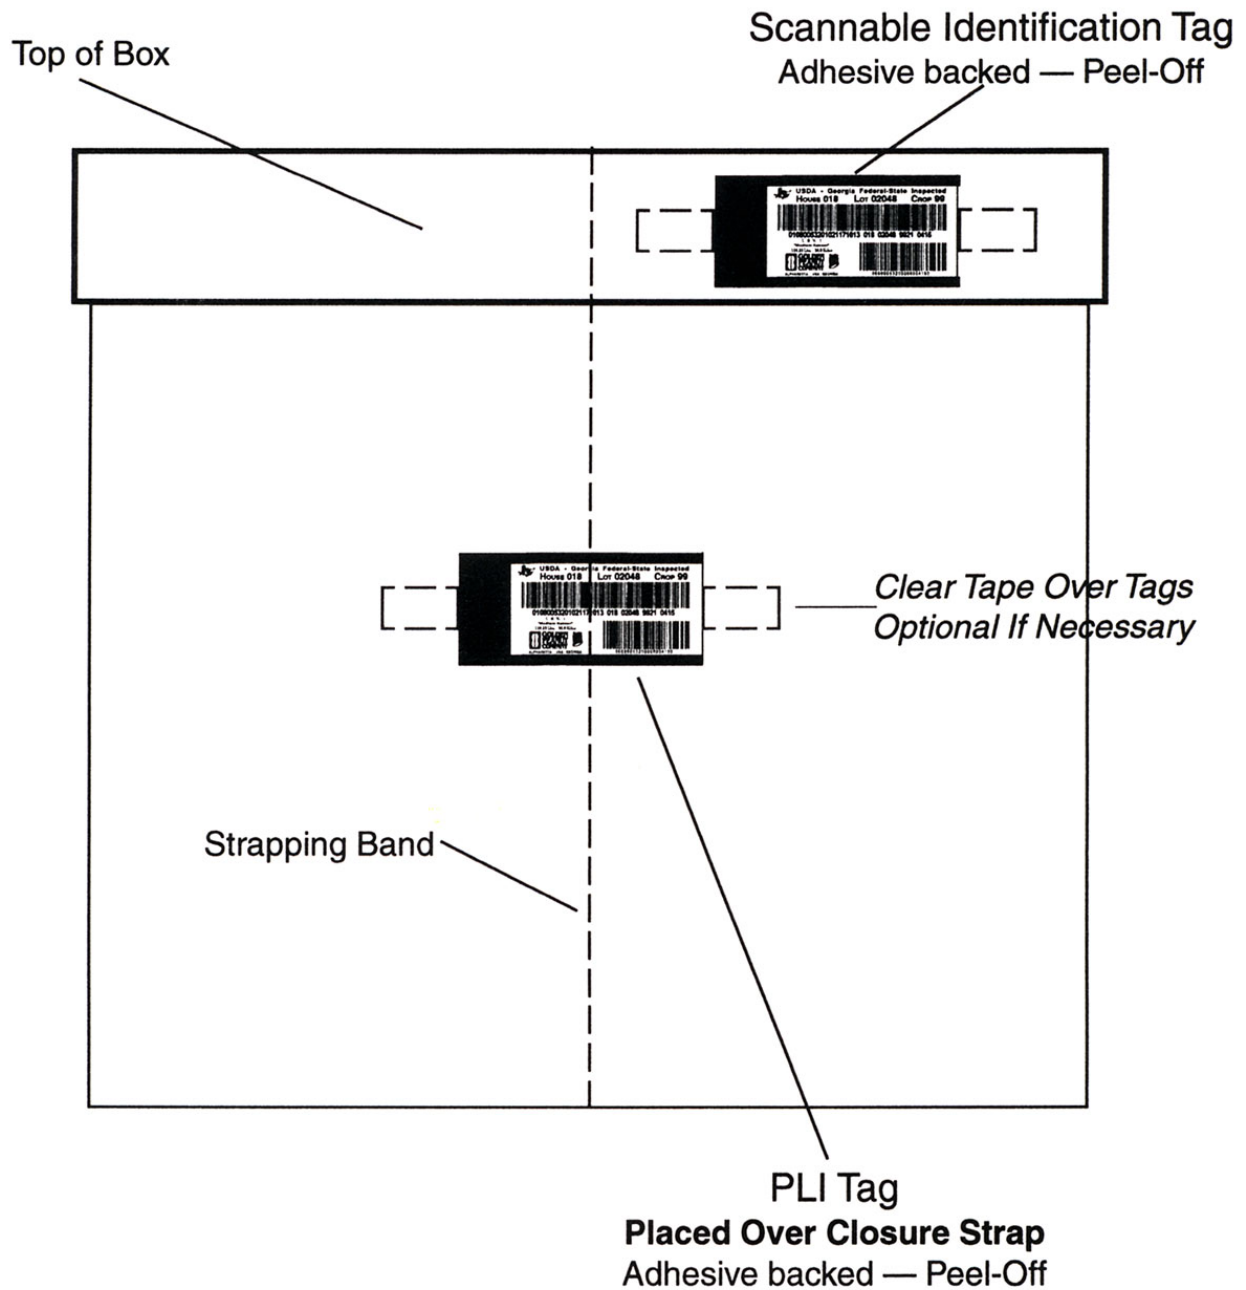 Top of Box
Scannable Identification Tag
Adhesive backed — Peel-Off
USDA - Georgia Federal-State Inspected
House 018 Lot 02048 Crop 99
USDA - Georgia Federal-State Inspected
House 018 Lot 02048 Crop 99
Clear Tape Over Tags
Optional If Necessary
Strapping Band
PLI Tag
Placed Over Closure Strap
Adhesive backed — Peel-Off